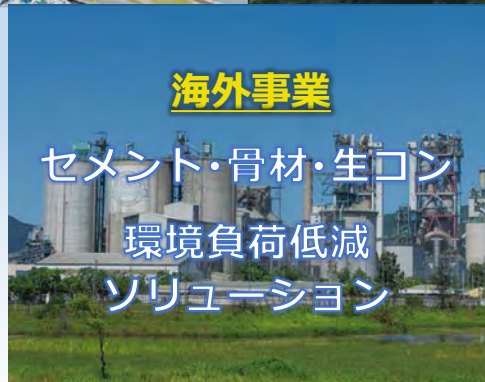 海外事業
セメント・骨材・生コン
環境負荷低減
ソリューション